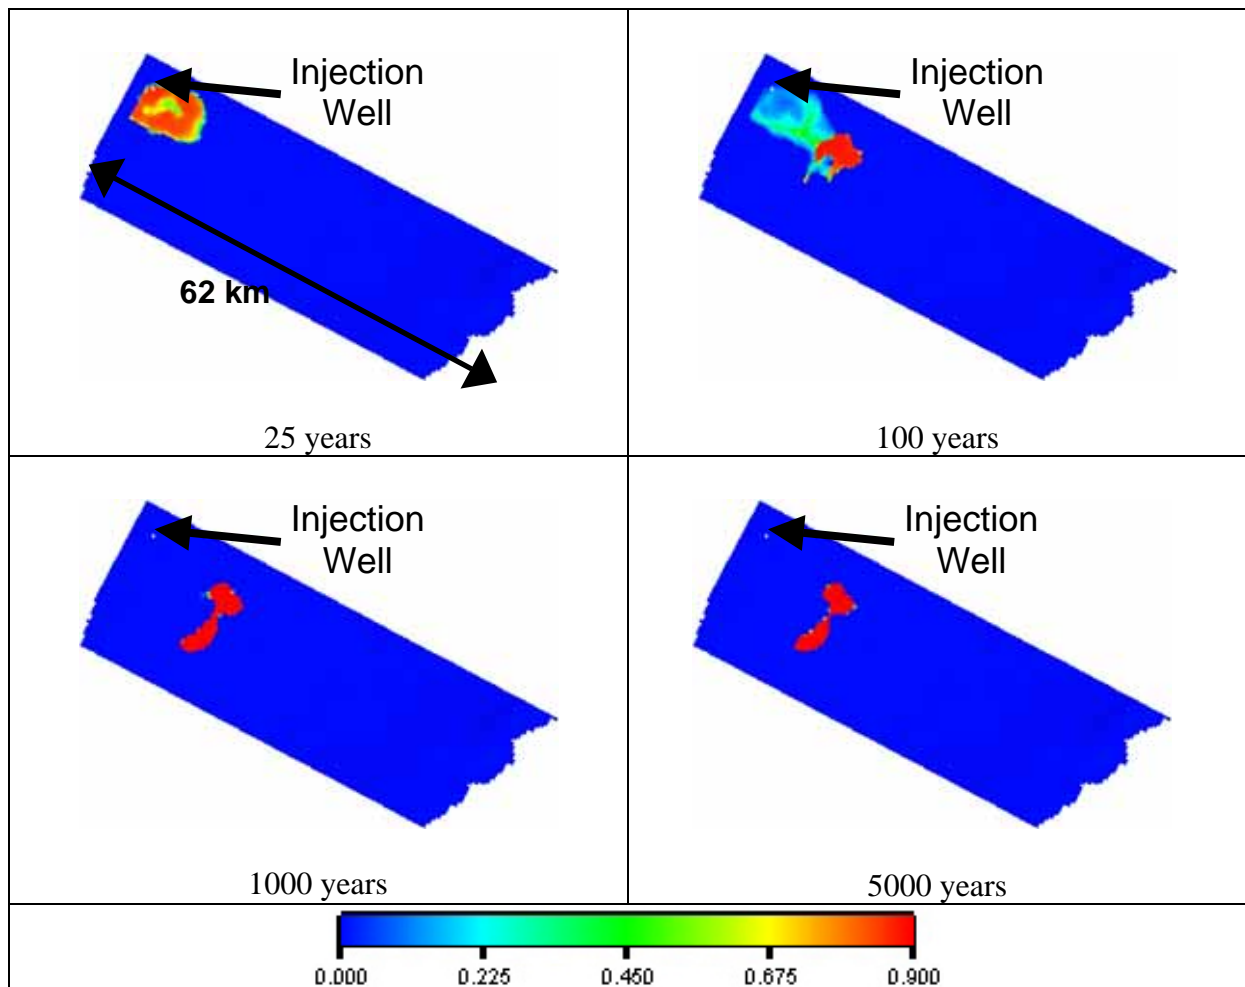 Injection
Well
62 km
25 years
Injection
Well
100 years
Injection
Well
1000 years
Injection
Well
5000 years
0.000 0.225 0.450 0.675 0.900